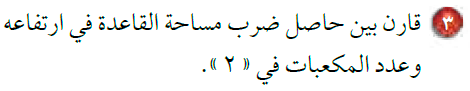 ٣ قارن بين حاصل ضرب مساحة القاعدة في ارتفاعه
وعدد المكعبات في « ٢ ».